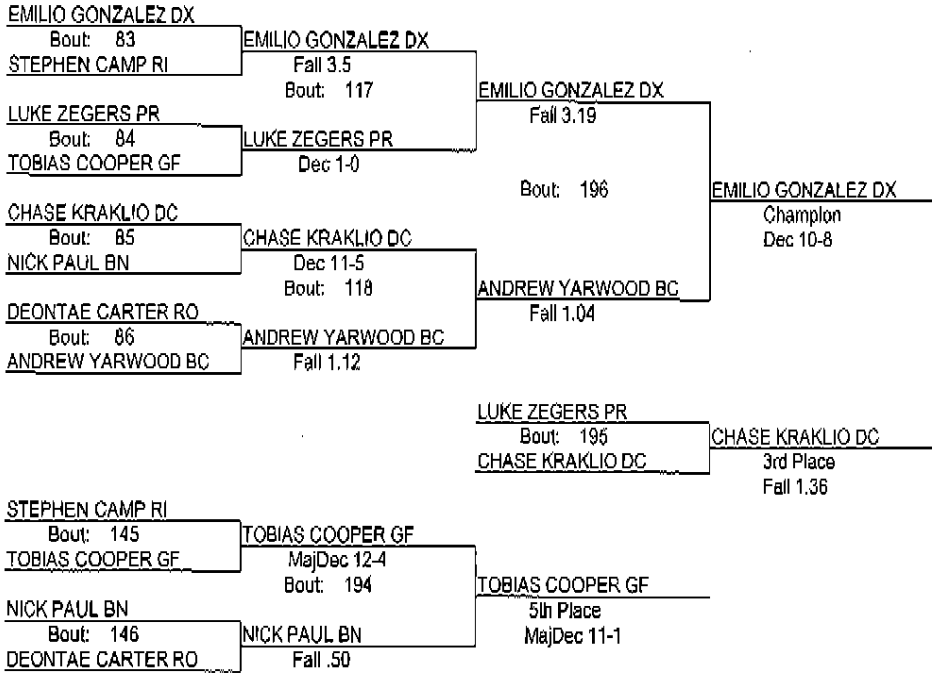 EMILIO GONZALEZ DX
Bout: 83
STEPHEN CAMP RI
EMILIO GONZALEZ DX
Fall 3.5
Bout: 117
LUKE ZEGERS PR
Bout: 84
TOBIAS COOPER GF
LUKE ZEGERS PR
Dec 1-0
EMILIO GONZALEZ DX
Fall 3.19
Bout: 196
CHASE KRAKLIO DC
Bout: 85
NICK PAUL BN
CHASE KRAKLIO DC
Dec 11-5
Bout: 118
DEONTAE CARTER RO
Bout: 86
ANDREW YARWOOD BC
ANDREW YARWOOD BC
Fall 1.12
ANDREW YARWOOD BC
Fall 1.04
EMILIO GONZALEZ DX
Champion
Dec 10-8
LUKE ZEGERS PR
Bout: 195
CHASE KRAKLIO DC
CHASE KRAKLIO DC
3rd Place
Fall 1.36
STEPHEN CAMP RI
Bout: 145
TOBIAS COOPER GF
TOBIAS COOPER GF
MajDec 12-4
Bout: 194
NICK PAUL BN
Bout: 146
DEONTAE CARTER RO
NICK PAUL BN
Fall .50
TOBIAS COOPER GF
5th Place
MajDec 11-1